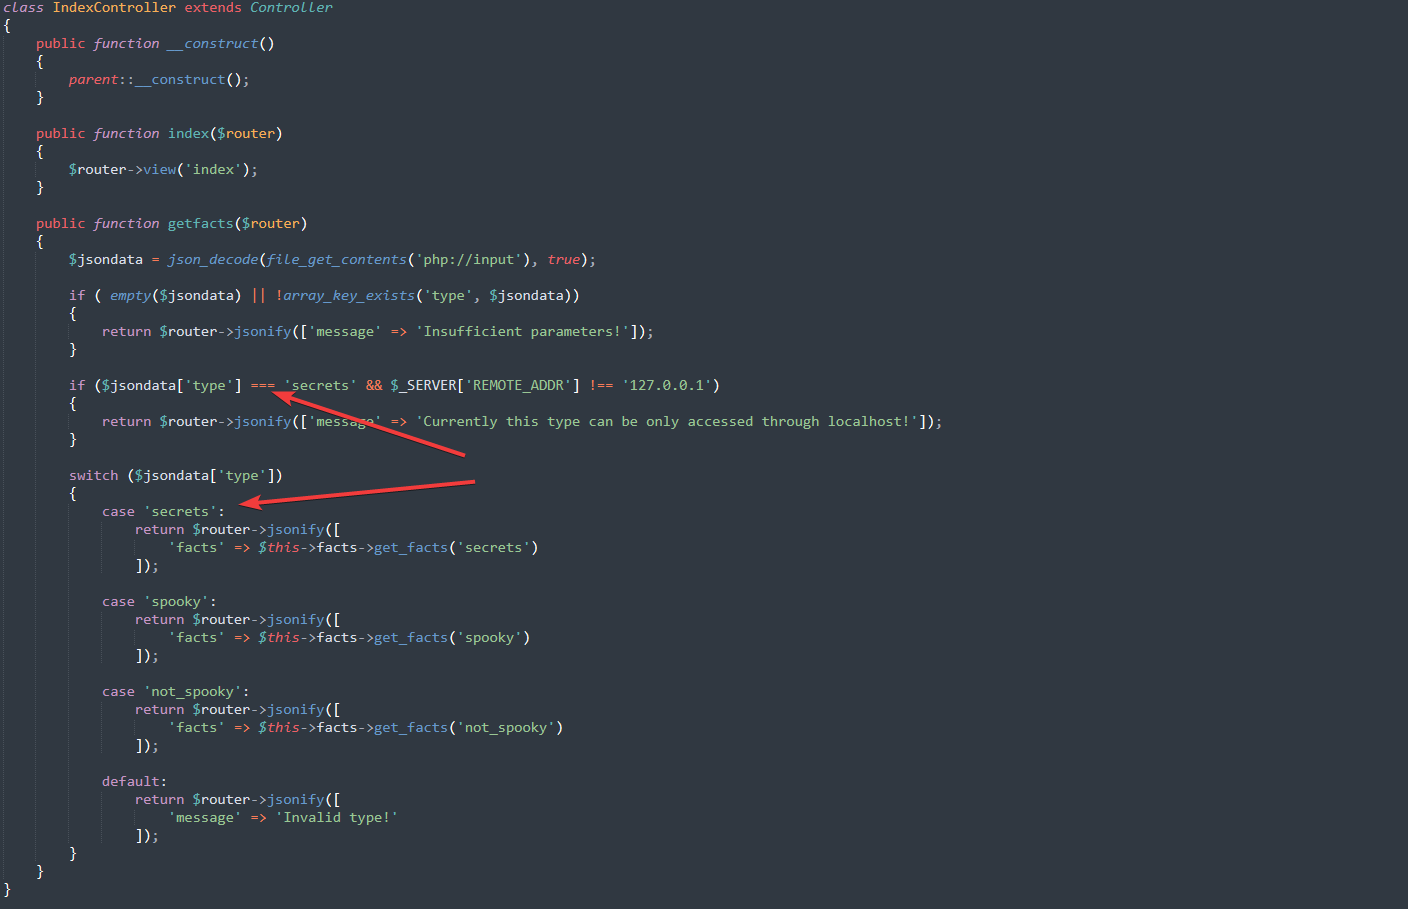 class IndexController extends Controller
{
    public function __construct()
    {
        parent::__construct();
    }
    public function index($router)
    {
        $router->view('index');
    }
    public function getfacts($router)
    {
        $jsondata = json_decode(file_get_contents('php://input'), true);
        if ( empty($jsondata) || !array_key_exists('type', $jsondata))
        {
            return $router->jsonify(['message' => 'Insufficient parameters!']);
        }
        if ($jsondata['type'] === 'secrets' && $_SERVER['REMOTE_ADDR'] !== '127.0.0.1')
        {
            return $router->jsonify(['message' => 'Currently this type can be only accessed through localhost!']);
        }
        switch ($jsondata['type'])
        {
            case 'secrets':
                return $router->jsonify([
                    'facts' => $this->facts->get_facts('secrets')
                ]);
            case 'spooky':
                return $router->jsonify([
                    'facts' => $this->facts->get_facts('spooky')
                ]);
            case 'not_spooky':
                return $router->jsonify([
                    'facts' => $this->facts->get_facts('not_spooky')
                ]);
            default:
                return $router->jsonify([
                    'message' => 'Invalid type!'
                ]);
        }
    }
}